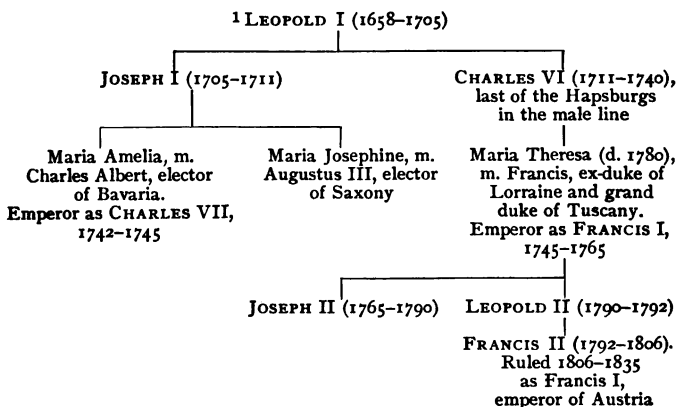 1 LEOPOLD I (1658–1705)
JOSEPH I (1705–1711)
CHARLES VI (1711–1740),
last of the Hapsburgs
in the male line
Maria Amelia, m.
Charles Albert, elector
of Bavaria.
Emperor as CHARLES VII,
1742–1745
Maria Josephine, m.
Augustus III, elector
of Saxony
Maria Theresa (d. 1780),
m. Francis, ex-duke of
Lorraine and grand
duke of Tuscany.
Emperor as FRANCIS I,
1745–1765
JOSEPH II (1765–1790)
LEOPOLD II (1790–1792)
FRANCIS II (1792–1806).
Ruled 1806–1835
as Francis I,
emperor of Austria